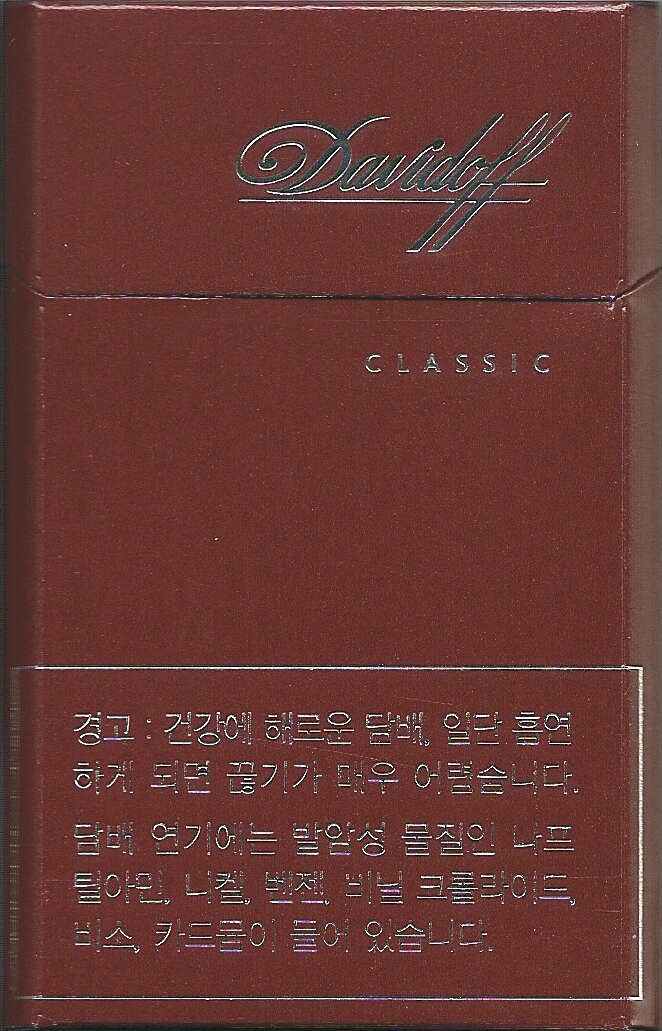 Davidoff
CLASSIC
경고 : 건강에 해로운 담배, 일단 흡연
하게 되면 끊기가 매우 어렵습니다.
담배 연기에는 발암성 물질인 나프
틸아민, 니켈, 벤젠, 비닐 크롤라이드,
비소, 카드뮴이 들어 있습니다.